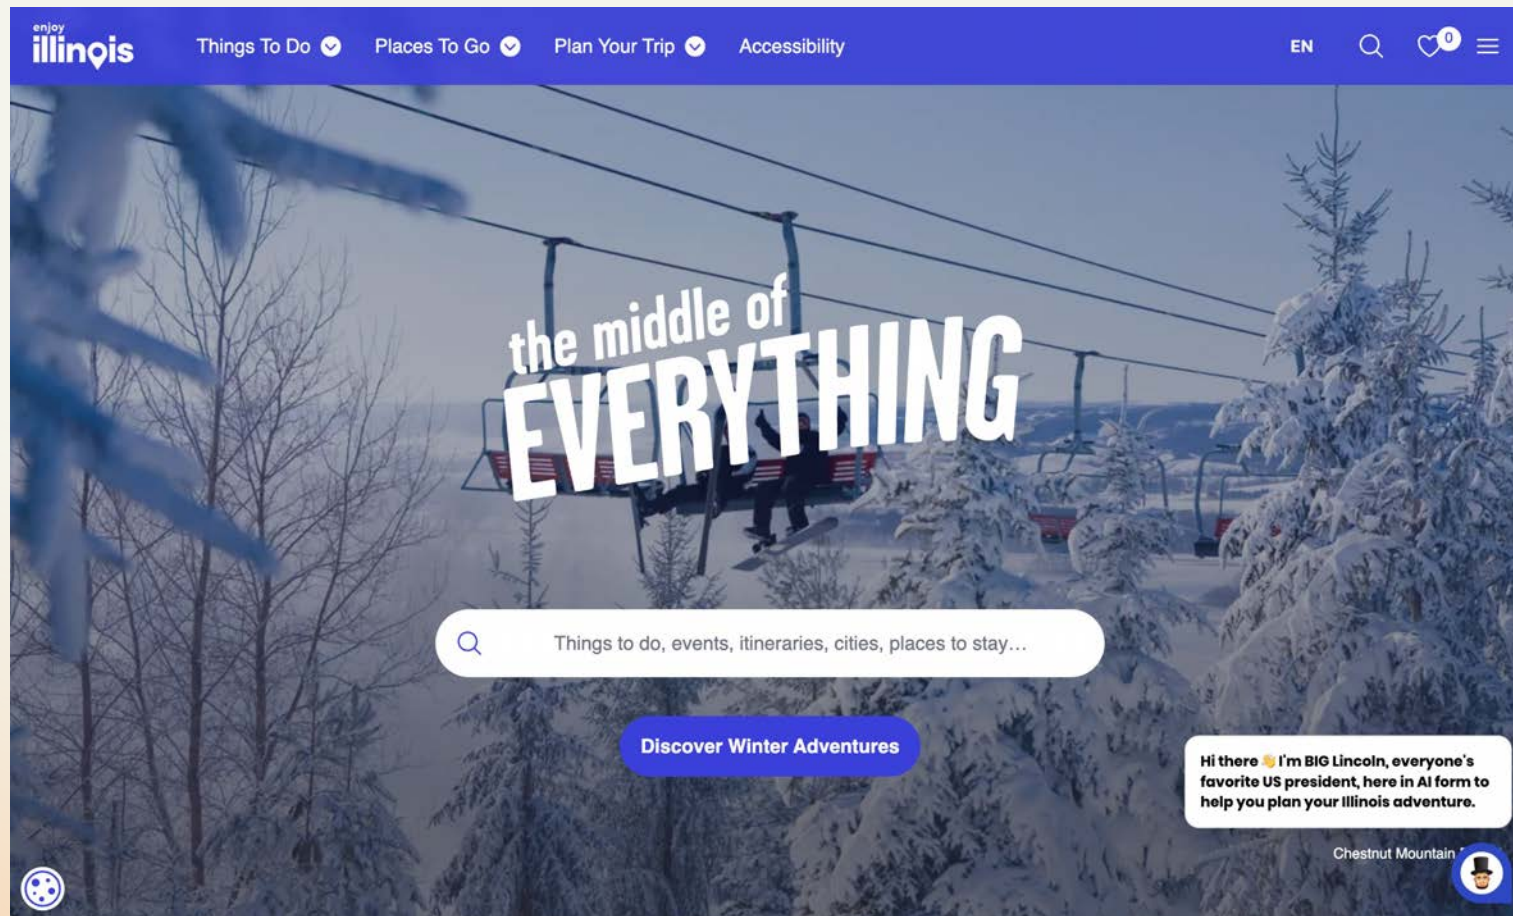 enjoy
illinois
Things To Do
Places To Go
Plan Your Trip
Accessibility
EN
0
the middle of
EVERYTHING
Things to do, events, itineraries, cities, places to stay...
Discover Winter Adventures
Hi there 👋 I'm BIG Lincoln, everyone's
favorite US president, here in AI form to
help you plan your Illinois adventure.
Chestnut Mountain